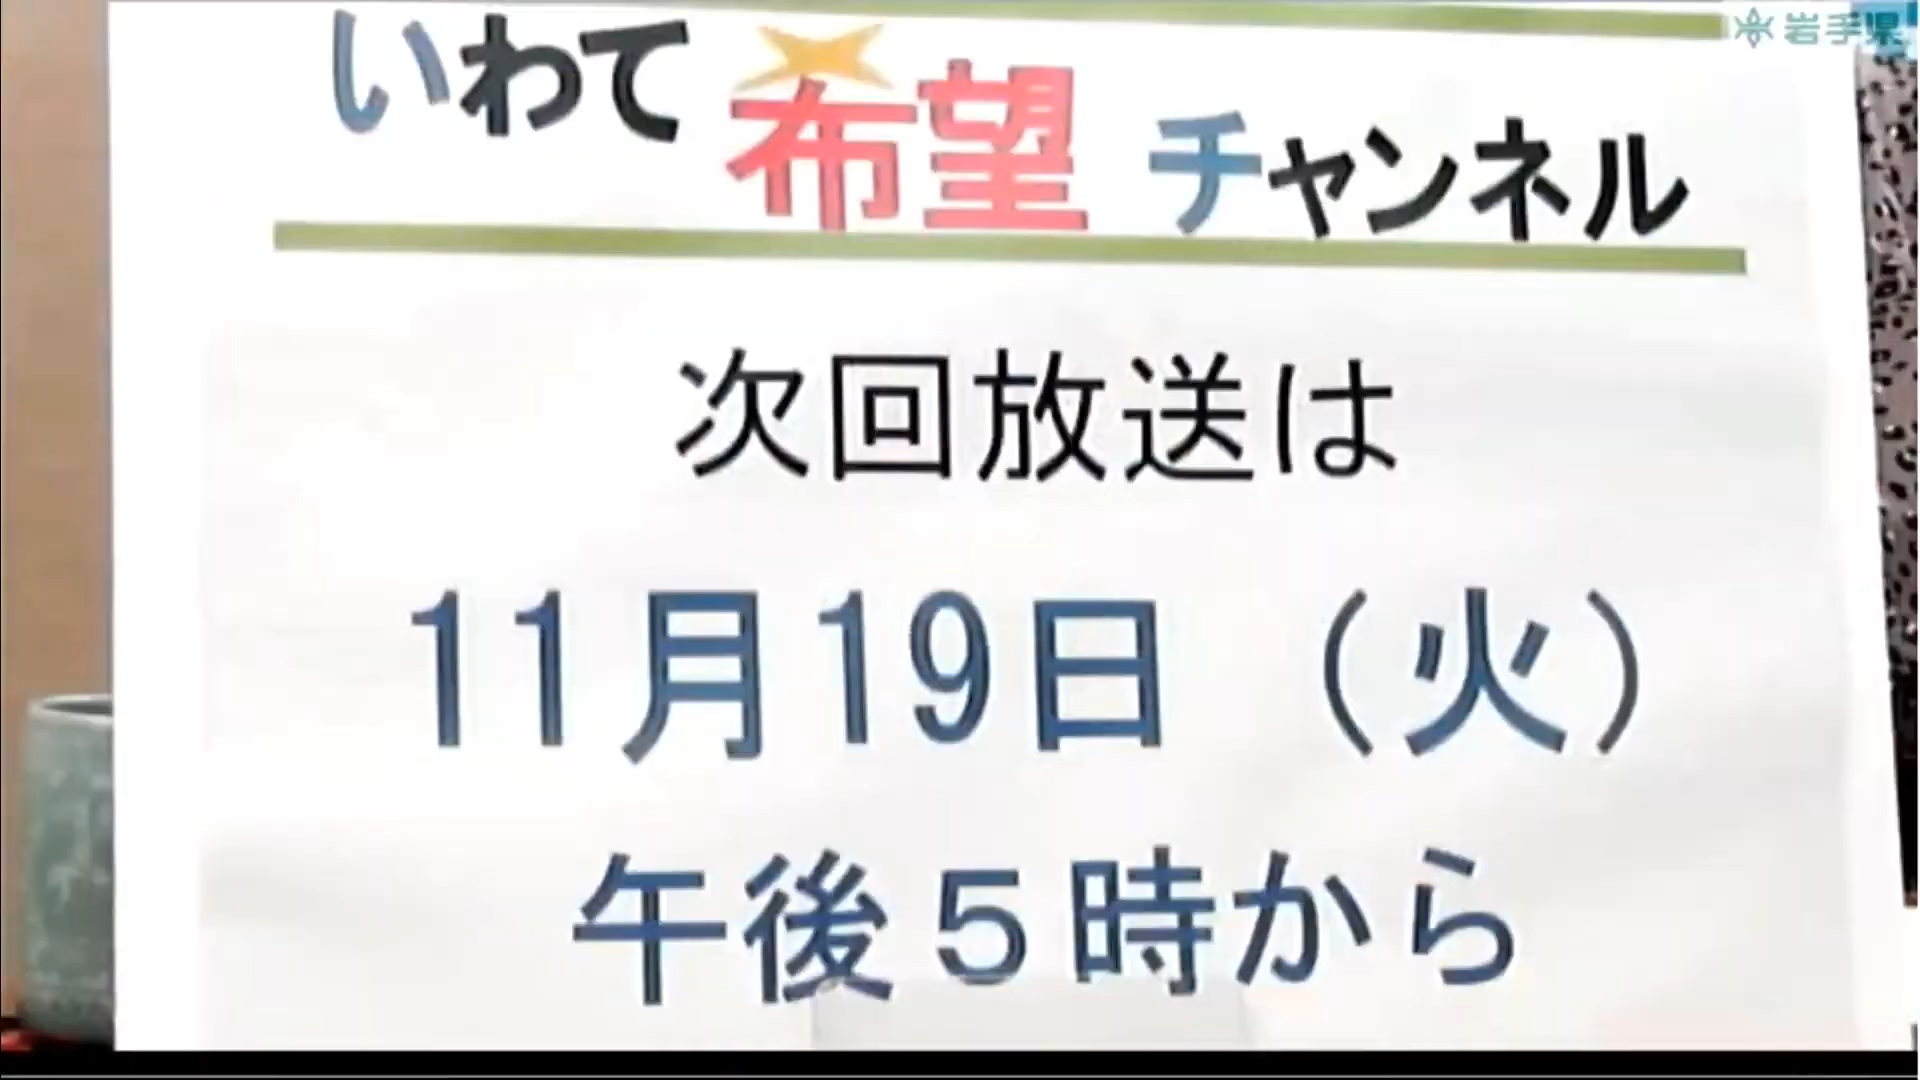 岩手県
いわて希望チャンネル
次回放送は
11月19日（火）
午後５時から